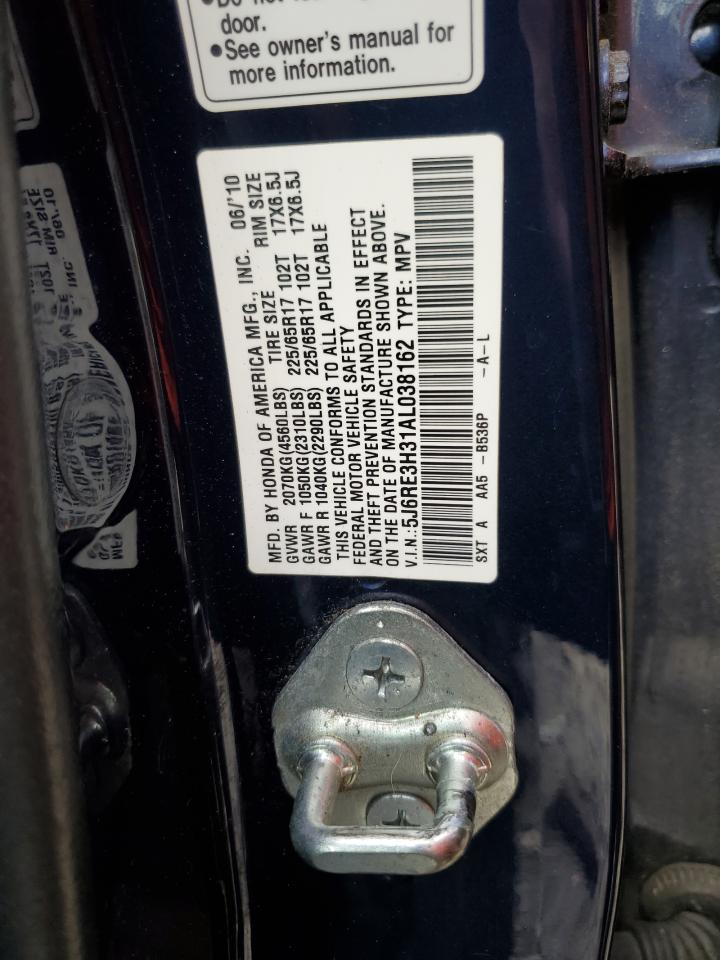 door.
•See owner's manual for
more information.
MFD. BY HONDA OF AMERICA MFG., INC. 06/'10
GVWR 2070KG(4560LBS) TIRE SIZE RIM SIZE
GAWR F 1050KG(2310LBS) 225/65R17 102T 17X6.5J
GAWR R 1040KG(2290LBS) 225/65R17 102T 17X6.5J
THIS VEHICLE CONFORMS TO ALL APPLICABLE
FEDERAL MOTOR VEHICLE SAFETY
AND THEFT PREVENTION STANDARDS IN EFFECT
ON THE DATE OF MANUFACTURE SHOWN ABOVE.
V.I.N.:5J6RE3H31AL038162 TYPE: MPV
SXT A AA5 -B536P -A-L